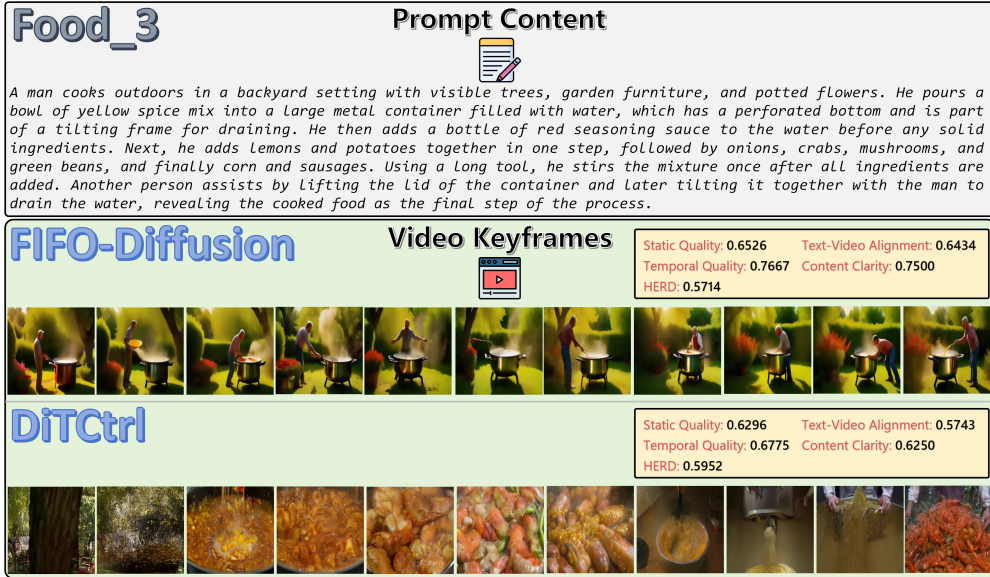 Food_3
Prompt Content
A man cooks outdoors in a backyard setting with visible trees, garden furniture, and potted flowers. He pours a
bowl of yellow spice mix into a large metal container filled with water, which has a perforated bottom and is part
of a tilting frame for draining. He then adds a bottle of red seasoning sauce to the water before any solid
ingredients. Next, he adds lemons and potatoes together in one step, followed by onions, crabs, mushrooms, and
green beans, and finally corn and sausages. Using a long tool, he stirs the mixture once after all ingredients are
added. Another person assists by lifting the lid of the container and later tilting it together with the man to
drain the water, revealing the cooked food as the final step of the process.
FIFO-Diffusion
Video Keyframes
Static Quality: 0.6526 Text-Video Alignment: 0.6434
Temporal Quality: 0.7667 Content Clarity: 0.7500
HERD: 0.5714
DiTCtrl
Static Quality: 0.6296 Text-Video Alignment: 0.5743
Temporal Quality: 0.6775 Content Clarity: 0.6250
HERD: 0.5952